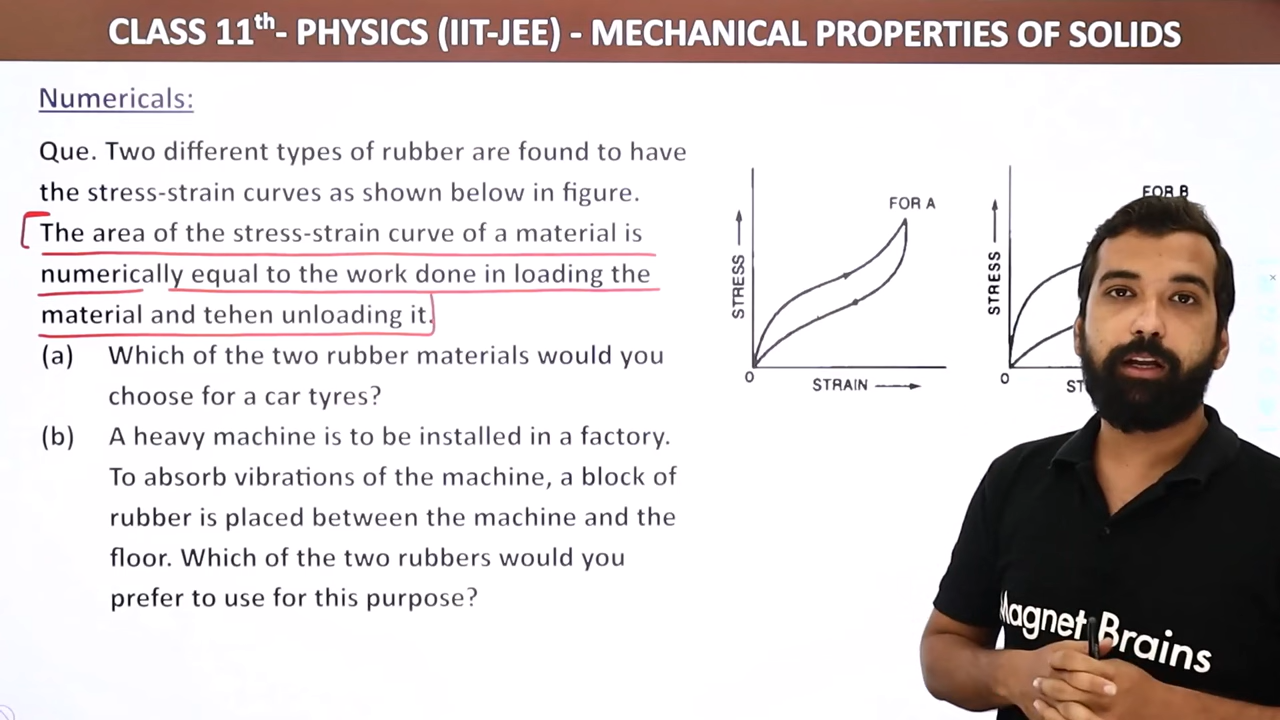 CLASS 11th- PHYSICS (IIT-JEE) - MECHANICAL PROPERTIES OF SOLIDS
Numericals:
Que. Two different types of rubber are found to have
the stress-strain curves as shown below in figure.
The area of the stress-strain curve of a material is
numerically equal to the work done in loading the
material and tehen unloading it.
(a) Which of the two rubber materials would you
choose for a car tyres?
(b) A heavy machine is to be installed in a factory.
To absorb vibrations of the machine, a block of
rubber is placed between the machine and the
floor. Which of the two rubbers would you
prefer to use for this purpose?
FOR A
STRESS
0
STRAIN
FOR B
STRESS
0
ST
Magnet Brains